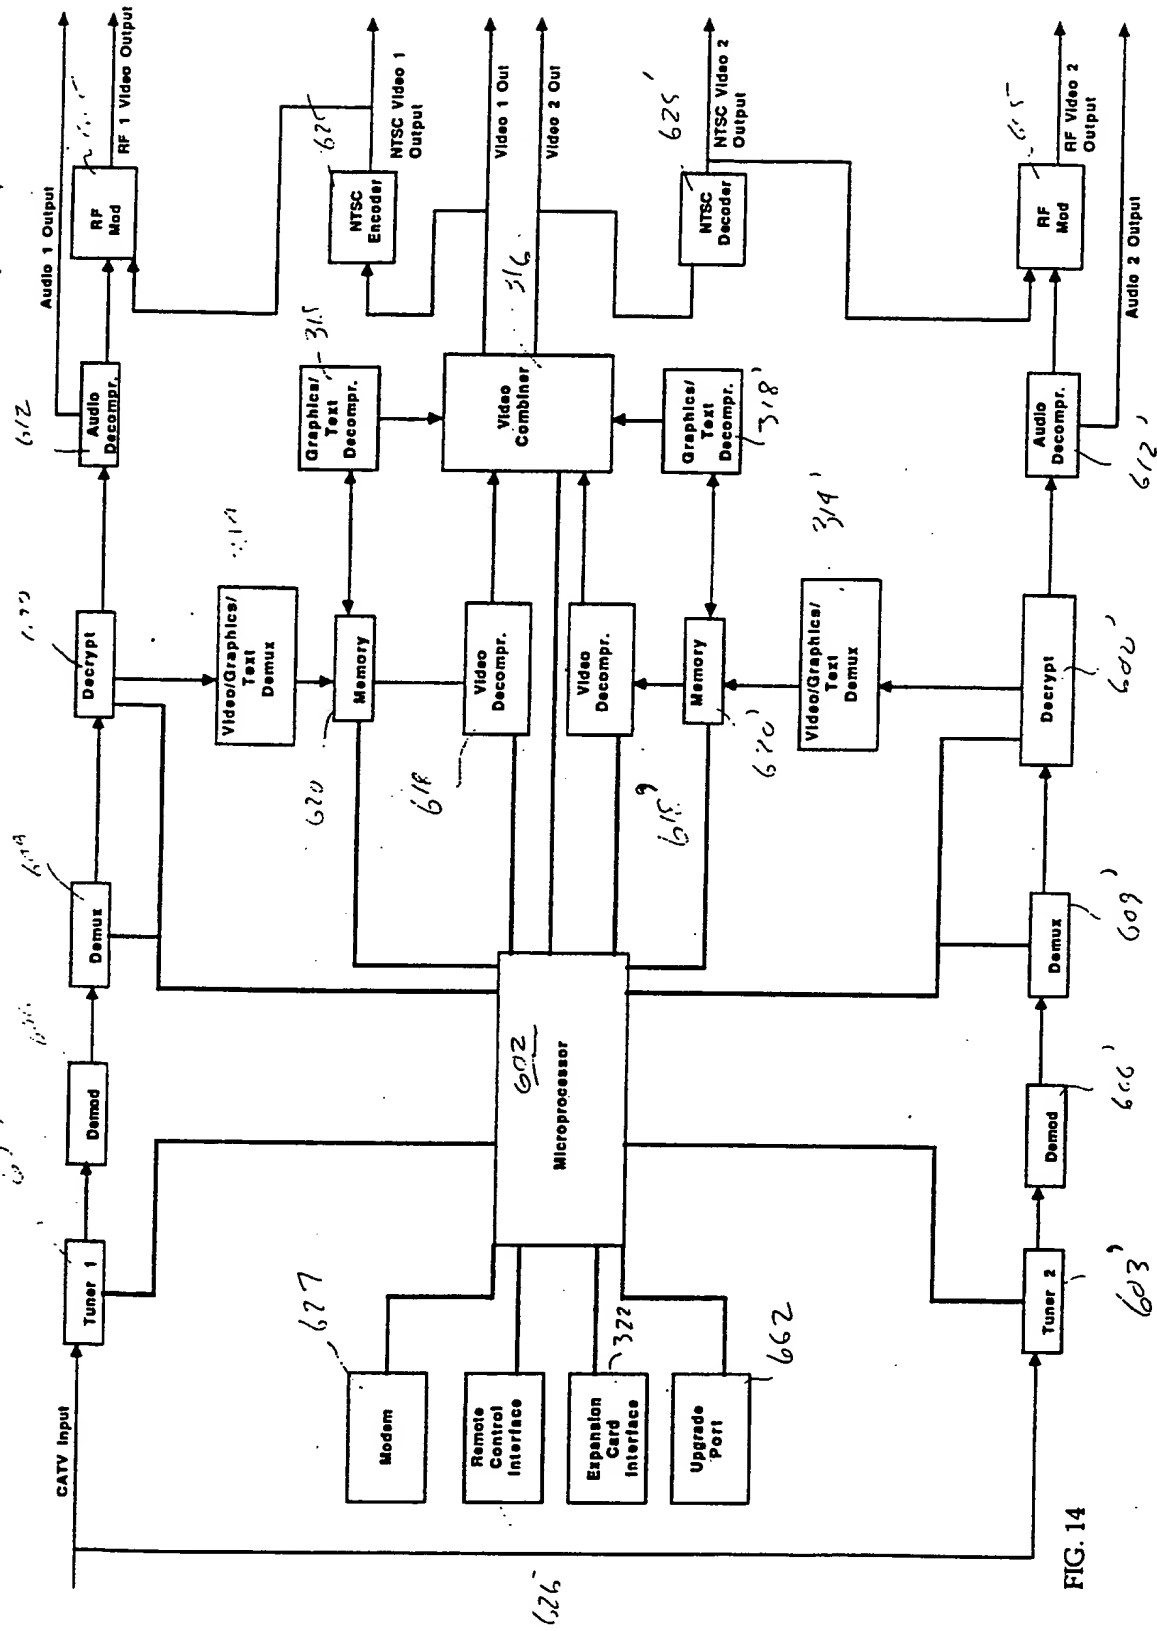 CATV Input
Tuner 1
Demod
Demux
Decrypt
Audio
Decompr.
612
Audio 1 Output
RF
Mod
RF 1 Video Output
Video/Graphics/
Text
Demux
Memory
620
Graphics/
Text
Decompr.
315
NTSC
Encoder
625
NTSC Video 1
Output
Video
Decompr.
618
Video
Combiner
316
Video 1 Out
Video 2 Out
Modem
627
Remote
Control
Interface
Expansion
Card
Interface
322
Upgrade
Port
662
602
Microprocessor
Video
Decompr.
618'
Memory
620'
Graphics/
Text
Decompr.
318'
NTSC
Decoder
625'
NTSC Video 2
Output
Video/Graphics/
Text
Demux
314'
Tuner 2
603'
Demod
606'
Demux
609'
Decrypt
600'
Audio
Decompr.
612'
RF
Mod
RF Video 2
Output
Audio 2 Output
FIG. 14